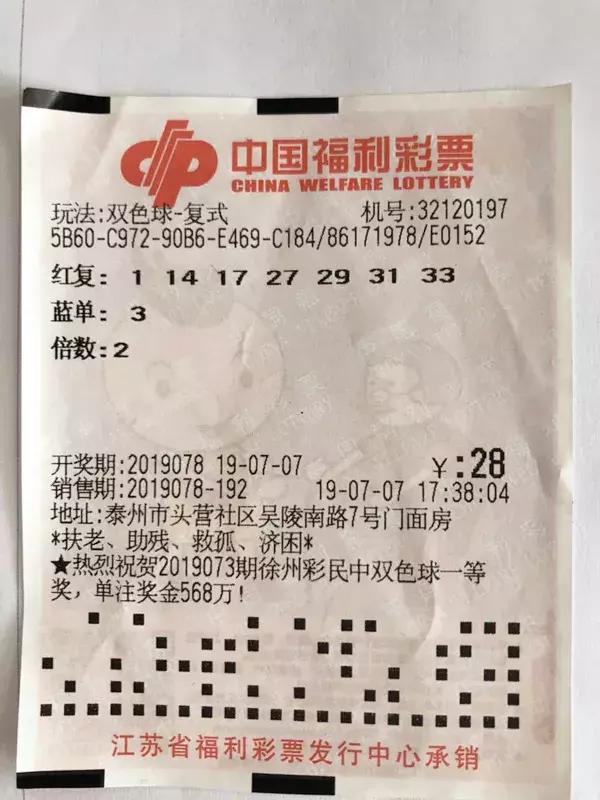 中国福利彩票
CHINA WELFARE LOTTERY
玩法:双色球-复式 机号:32120197
5B60-C972-90B6-E469-C184/86171978/E0152
红复: 1 14 17 27 29 31 33
蓝单: 3
倍数:2
开奖期:2019078 19-07-07 ￥:28
销售期:2019078-192 19-07-07 17:38:04
地址:泰州市头营社区吴陵南路7号门面房
*扶老、助残、救孤、济困*
★热烈祝贺2019073期徐州彩民中双色球一等
奖，单注奖金568万!
江苏省福利彩票发行中心承销